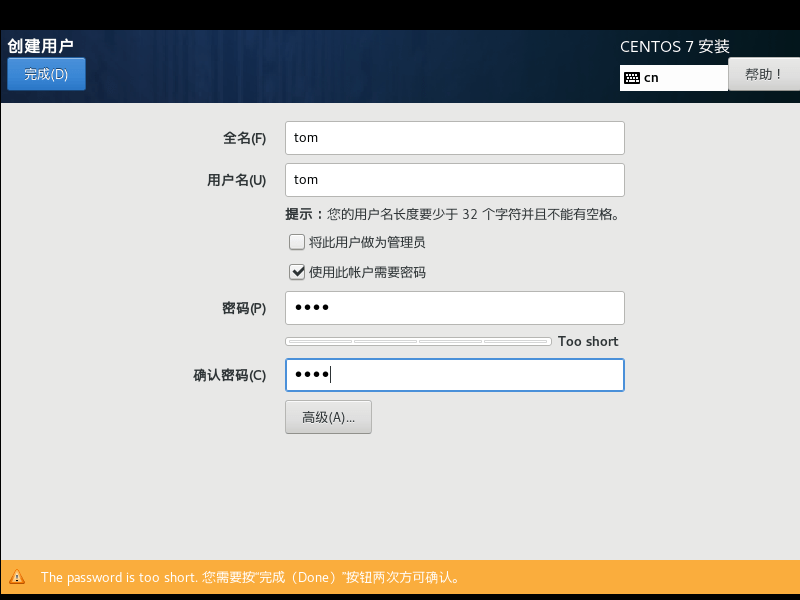 创建用户
CENTOS 7 安装
完成(D)
cn
帮助！
全名(F)
tom
用户名(U)
tom
提示：您的用户名长度要少于 32 个字符并且不能有空格。
将此用户做为管理员
使用此帐户需要密码
密码(P)
••••
Too short
确认密码(C)
••••
高级(A)...
The password is too short. 您需要按“完成（Done）”按钮两次方可确认。